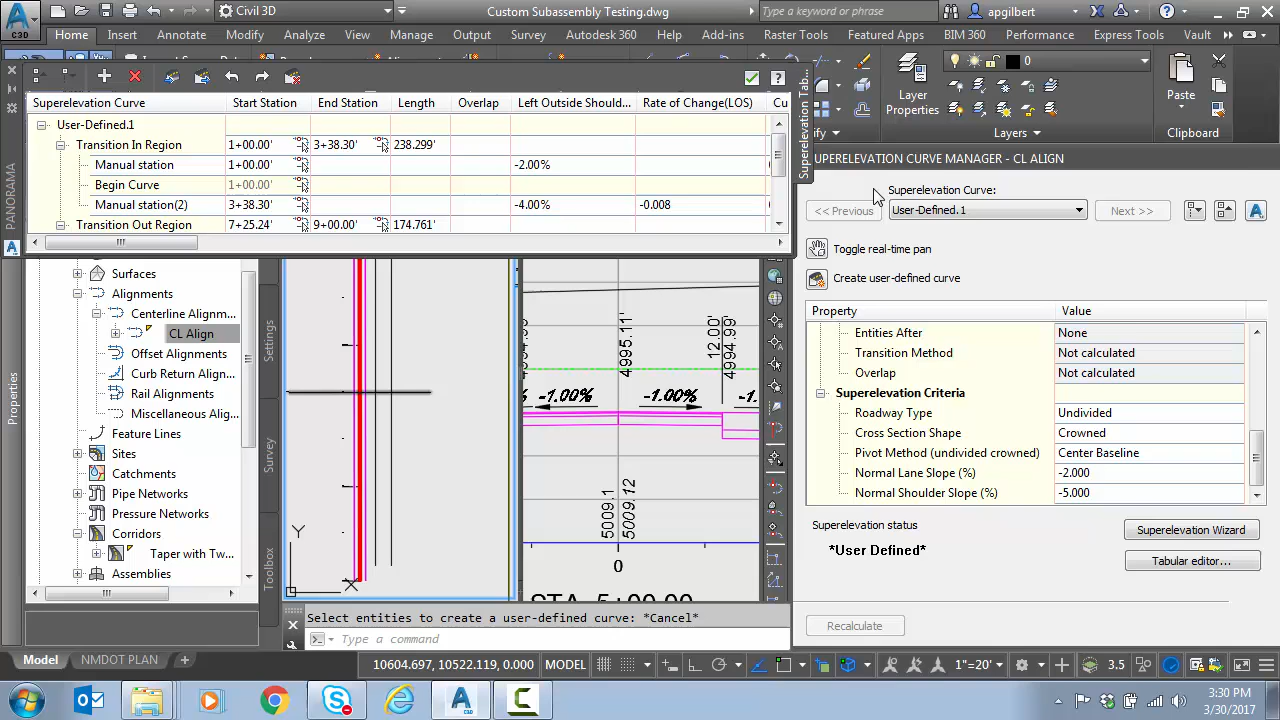 C3D
Civil 3D
Custom Subassembly Testing.dwg
Type a keyword or phrase
apgilbert
Home Insert Annotate Modify Analyze View Manage Output Survey Autodesk 360 Help Add-ins Raster Tools Featured Apps BIM 360 Performance Express Tools Vault
Superelevation Curve Start Station End Station Length Overlap Left Outside Should... Rate of Change(LOS) Cu
User-Defined.1
Transition In Region 1+00.00' 3+38.30' 238.299'
Manual station 1+00.00' -2.00%
Begin Curve 1+00.00'
Manual station(2) 3+38.30' -4.00% -0.008
Transition Out Region 7+25.24' 9+00.00' 174.761'
PANORAMA
Superelevation Tab...
Layer
Properties
0
Layers
Paste
Clipboard
SUPERELEVATION CURVE MANAGER - CL ALIGN
Superelevation Curve:
<< Previous User-Defined.1 Next >>
Toggle real-time pan
Create user-defined curve
Property Value
Entities After None
Transition Method Not calculated
Overlap Not calculated
Superelevation Criteria
Roadway Type Undivided
Cross Section Shape Crowned
Pivot Method (undivided crowned) Center Baseline
Normal Lane Slope (%) -2.000
Normal Shoulder Slope (%) -5.000
Superelevation status
*User Defined*
Superelevation Wizard
Tabular editor...
Recalculate
Properties
Surfaces
Alignments
Centerline Alignm...
CL Align
Offset Alignments
Curb Return Align...
Rail Alignments
Miscellaneous Alig...
Feature Lines
Sites
Catchments
Pipe Networks
Pressure Networks
Corridors
Taper with Tw...
Assemblies
Settings
Survey
Toolbox
Y
X
4995.11'
12.00'
4994.99'
-1.00%
-1.00%
5009.1
5009.12
0
STA. 5+00.00
Select entities to create a user-defined curve: *Cancel*
Type a command
Model NMDOT PLAN
10604.697, 10522.119, 0.000 MODEL 1"=20' 3.5
3:30 PM
3/30/2017